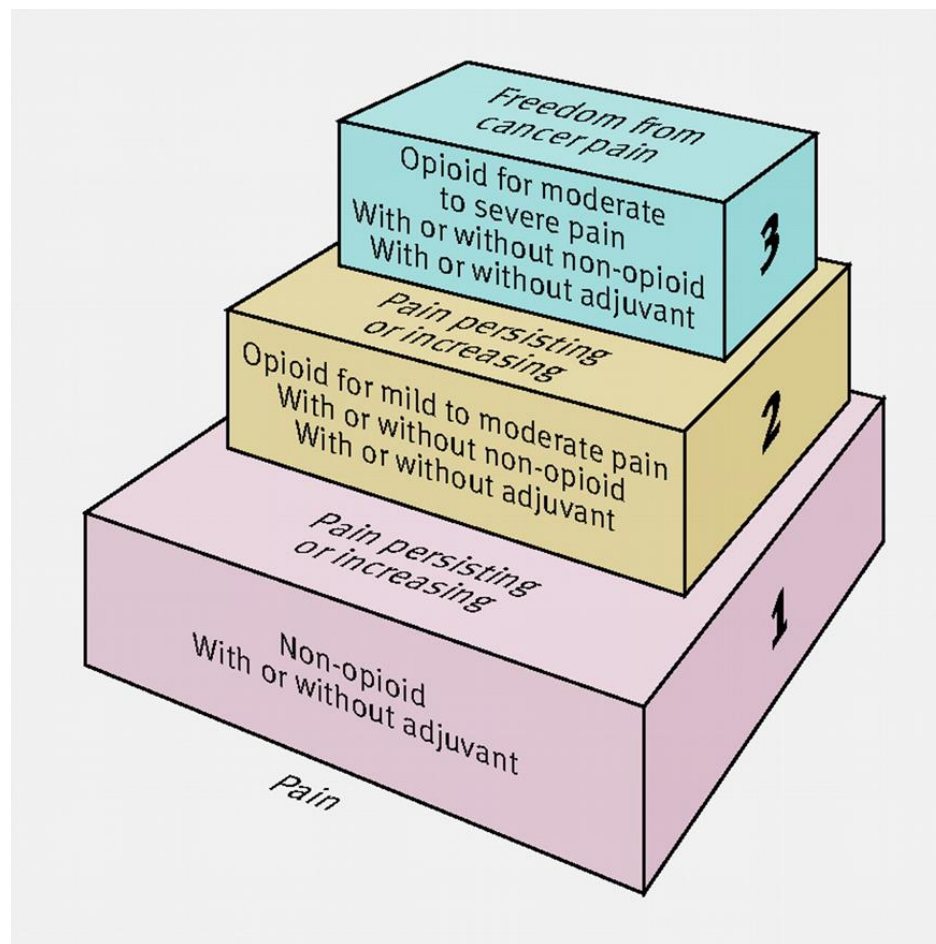 Freedom from
cancer pain
Opioid for moderate
to severe pain
With or without non-opioid
With or without adjuvant
3
Pain persisting
or increasing
Opioid for mild to moderate pain
With or without non-opioid
With or without adjuvant
2
Pain persisting
or increasing
Non-opioid
With or without adjuvant
1
Pain